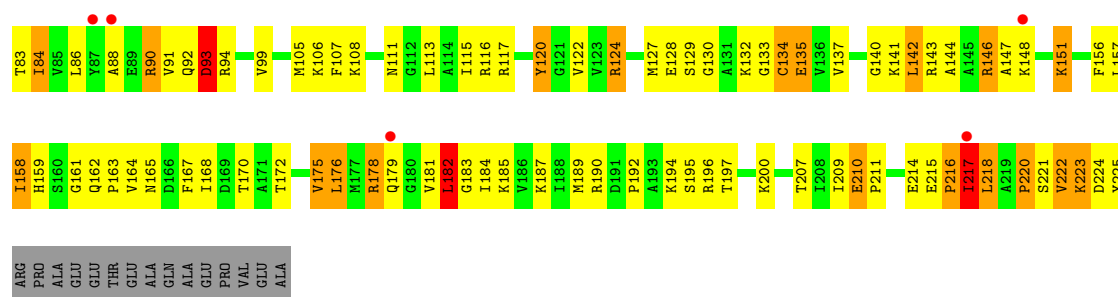 T83 I84 V85 L86 Y87 A88 E89 R90 V91 Q92 D93 R94 V99 M105 K106 F107 K108 N111 G112 L113 A114 I115 R116 R117 Y120 G121 V122 V123 R124 M127 E128 S129 G130 A131 K132 G133 C134 E135 V136 V137 G140 K141 L142 R143 A144 A145 R146 A147 K148 K151 F156 L157
I158 H159 S160 G161 Q162 P163 V164 N165 D166 F167 I168 D169 T170 A171 T172 V175 L176 M177 R178 Q179 G180 V181 L182 G183 I184 K185 V186 K187 I188 M189 R190 D191 P192 A193 K194 S195 R196 T197 K200 T207 I208 I209 E210 P211 E214 E215 P216 I217 L218 A219 P220 S221 V222 K223 D224 Y225
ARG PRO ALA GLU GLU THR GLU ALA GLN ALA GLU PRO VAL GLU ALA